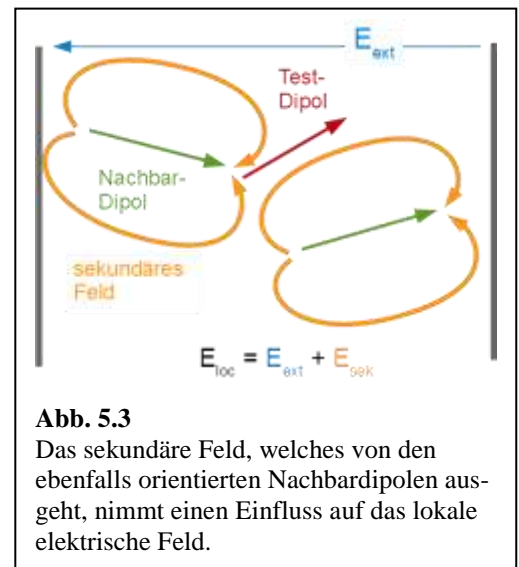 E_ext
Test-
Dipol
Nachbar-
Dipol
sekundäres
Feld
E_loc = E_ext + E_sek
Abb. 5.3
Das sekundäre Feld, welches von den
ebenfalls orientierten Nachbardipolen aus-
geht, nimmt einen Einfluss auf das lokale
elektrische Feld.